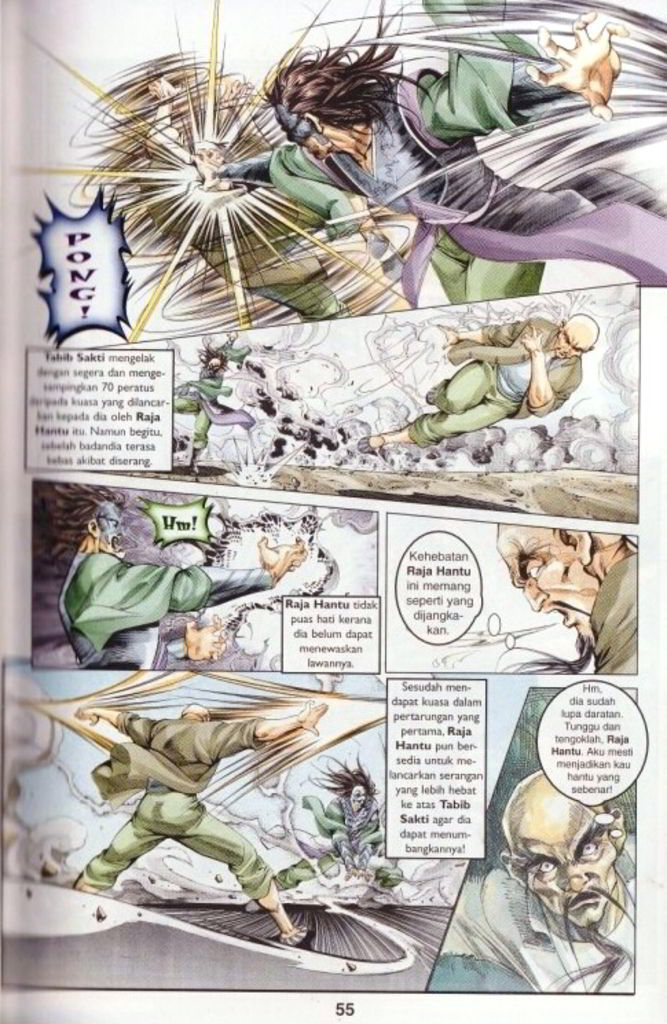 PONG!
Tabib Sakti mengelak
dengan segera dan menge-
sampingkan 70 peratus
daripada kuasa yang dilancar-
kan kepada dia oleh Raja
Hantu itu. Namun begitu,
sebelah badandia terasa
kebas akibat diserang.
Hm!
Raja Hantu tidak
puas hati kerana
dia belum dapat
menewaskan
lawannya.
Kehebatan
Raja Hantu
ini memang
seperti yang
dijangka-
kan.
Sesudah men-
dapat kuasa dalam
pertarungan yang
pertama, Raja
Hantu pun ber-
sedia untuk me-
lancarkan serangan
yang lebih hebat
ke atas Tabib
Sakti agar dia
dapat menum-
bangkannya!
Hm,
dia sudah
lupa daratan.
Tunggu dan
tengoklah, Raja
Hantu. Aku mesti
menjadikan kau
hantu yang
sebenar!
55